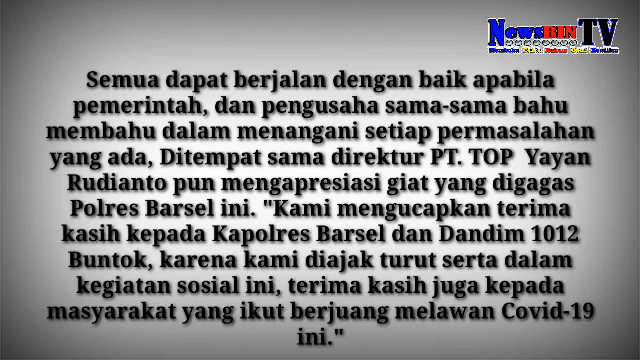 NewsBIN TV
Semua dapat berjalan dengan baik apabila
pemerintah, dan pengusaha sama-sama bahu
membahu dalam menangani setiap permasalahan
yang ada, Ditempat sama direktur PT. TOP Yayan
Rudianto pun mengapresiasi giat yang digagas
Polres Barsel ini. "Kami mengucapkan terima
kasih kepada Kapolres Barsel dan Dandim 1012
Buntok, karena kami diajak turut serta dalam
kegiatan sosial ini, terima kasih juga kepada
masyarakat yang ikut berjuang melawan Covid-19
ini."